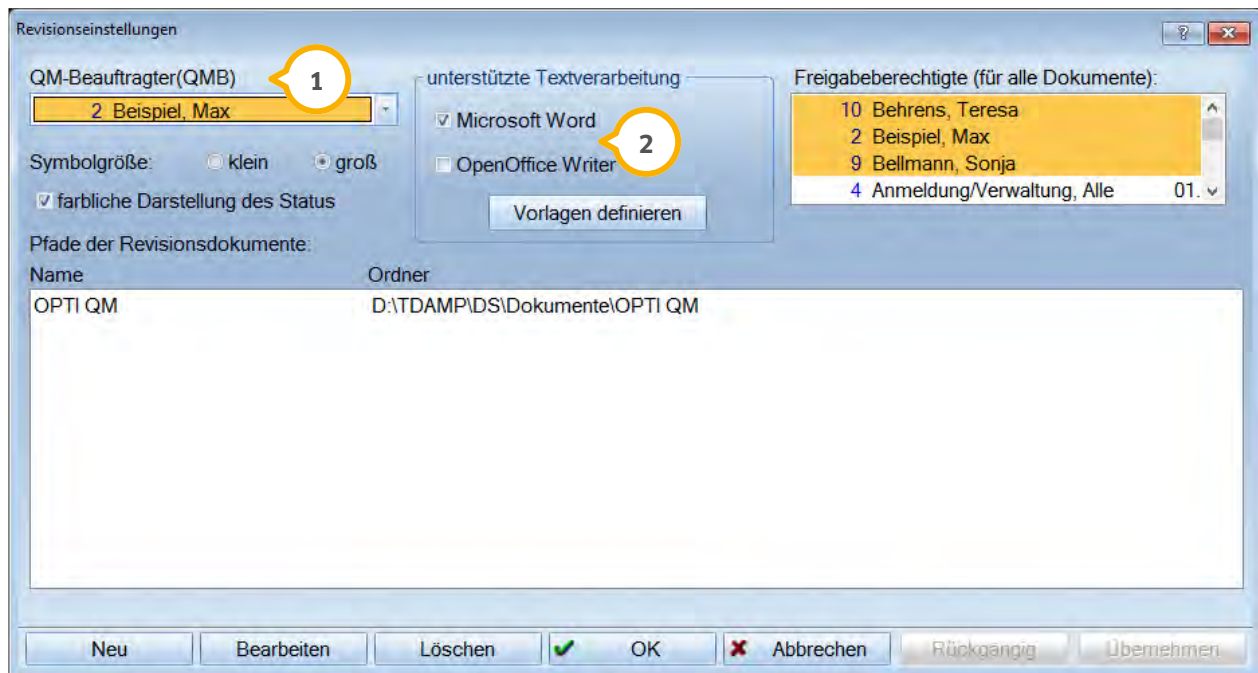 Revisionseinstellungen
QM-Beauftragter(QMB)
1
2 Beispiel, Max
Symbolgröße: klein groß
farbliche Darstellung des Status
unterstützte Textverarbeitung
Microsoft Word
2
OpenOffice Writer
Vorlagen definieren
Freigabeberechtigte (für alle Dokumente):
10 Behrens, Teresa
2 Beispiel, Max
9 Bellmann, Sonja
4 Anmeldung/Verwaltung, Alle 01.
Pfade der Revisionsdokumente:
Name Ordner
OPTI QM D:\TDAMP\DS\Dokumente\OPTI QM
Neu Bearbeiten Löschen OK Abbrechen Rückgängig Übernehmen